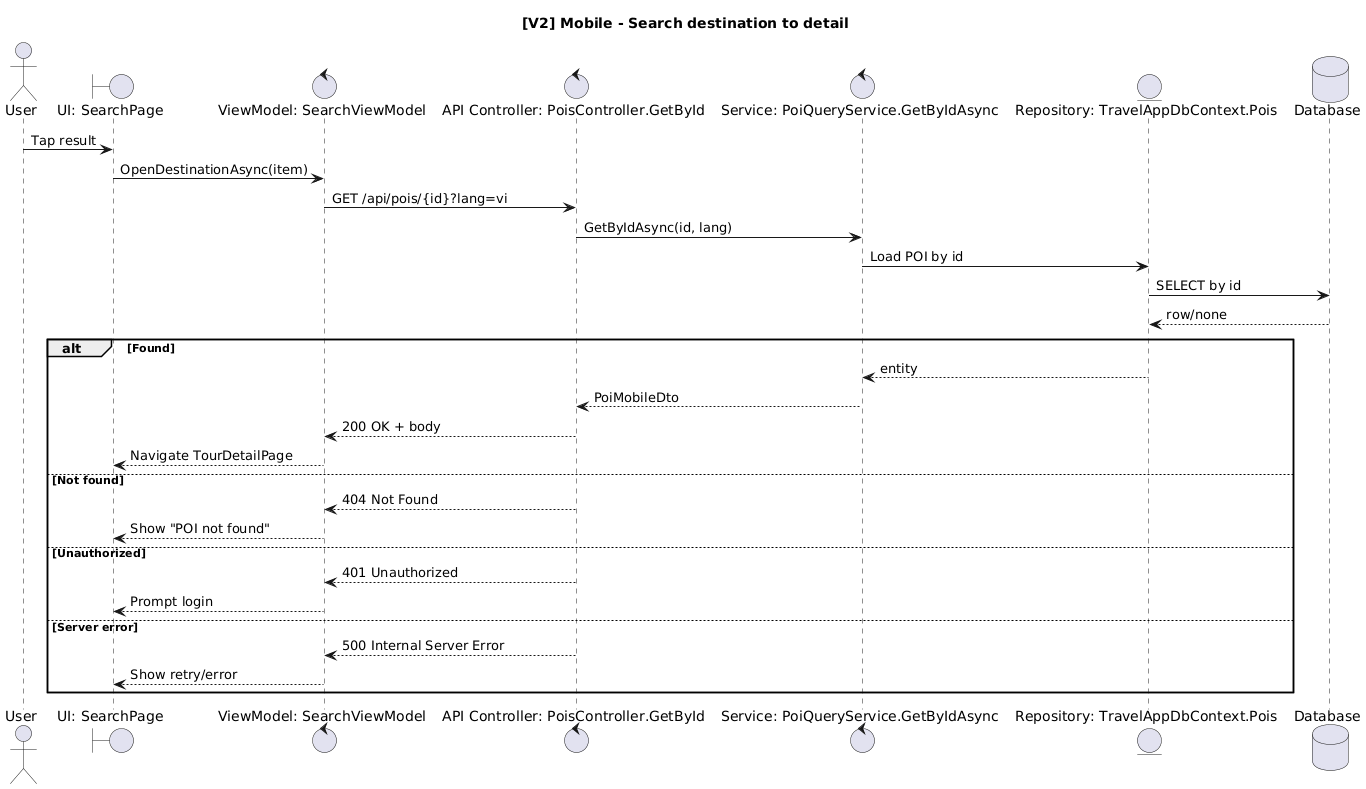 [V2] Mobile - Search destination to detail
User
UI: SearchPage
ViewModel: SearchViewModel
API Controller: PoisController.GetById
Service: PoiQueryService.GetByIdAsync
Repository: TravelAppDbContext.Pois
Database
Tap result
OpenDestinationAsync(item)
GET /api/pois/{id}?lang=vi
GetByIdAsync(id, lang)
Load POI by id
SELECT by id
row/none
alt
[Found]
entity
PoiMobileDto
200 OK + body
Navigate TourDetailPage
[Not found]
404 Not Found
Show "POI not found"
[Unauthorized]
401 Unauthorized
Prompt login
[Server error]
500 Internal Server Error
Show retry/error
User
UI: SearchPage
ViewModel: SearchViewModel
API Controller: PoisController.GetById
Service: PoiQueryService.GetByIdAsync
Repository: TravelAppDbContext.Pois
Database